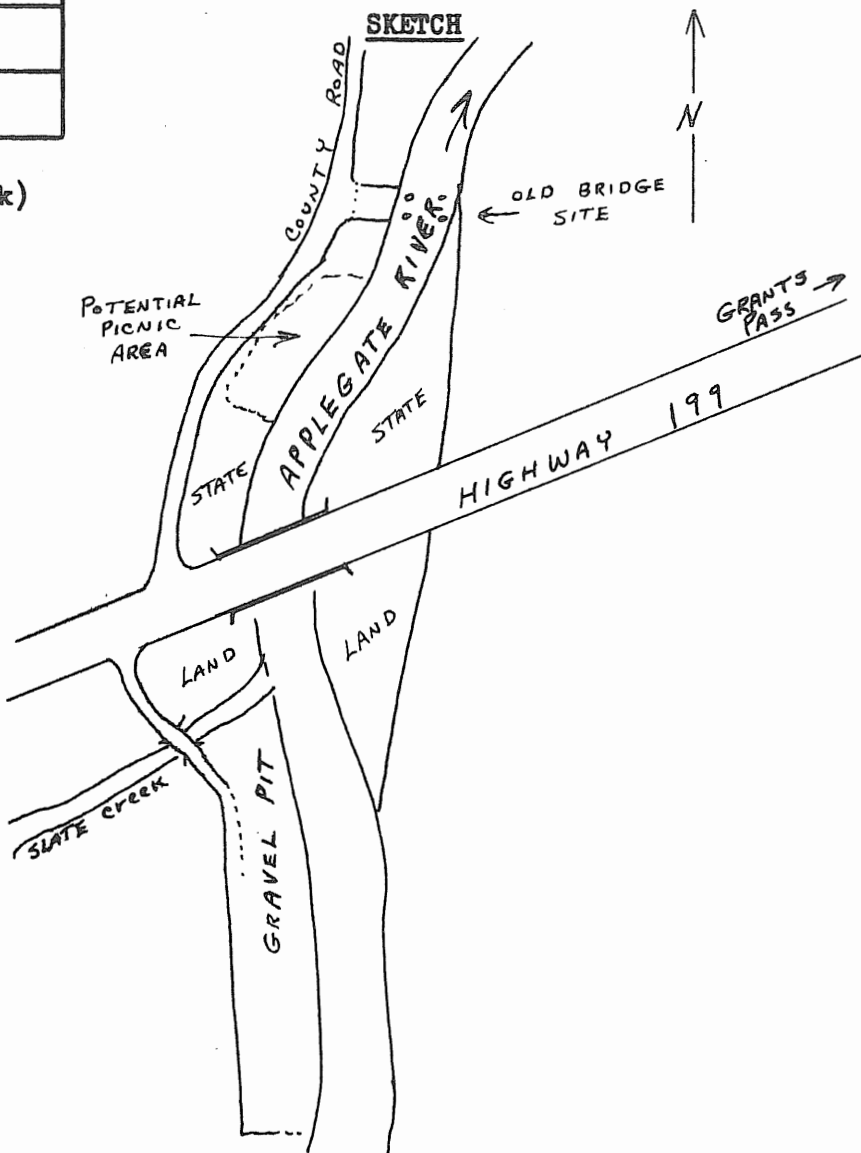 SKETCH
k)
COUNTY ROAD
N
OLD BRIDGE
SITE
APPLEGATE RIVER
POTENTIAL
PICNIC
AREA
GRANTS
PASS
STATE
STATE
HIGHWAY 199
LAND
LAND
SLATE Creek
GRAVEL PIT